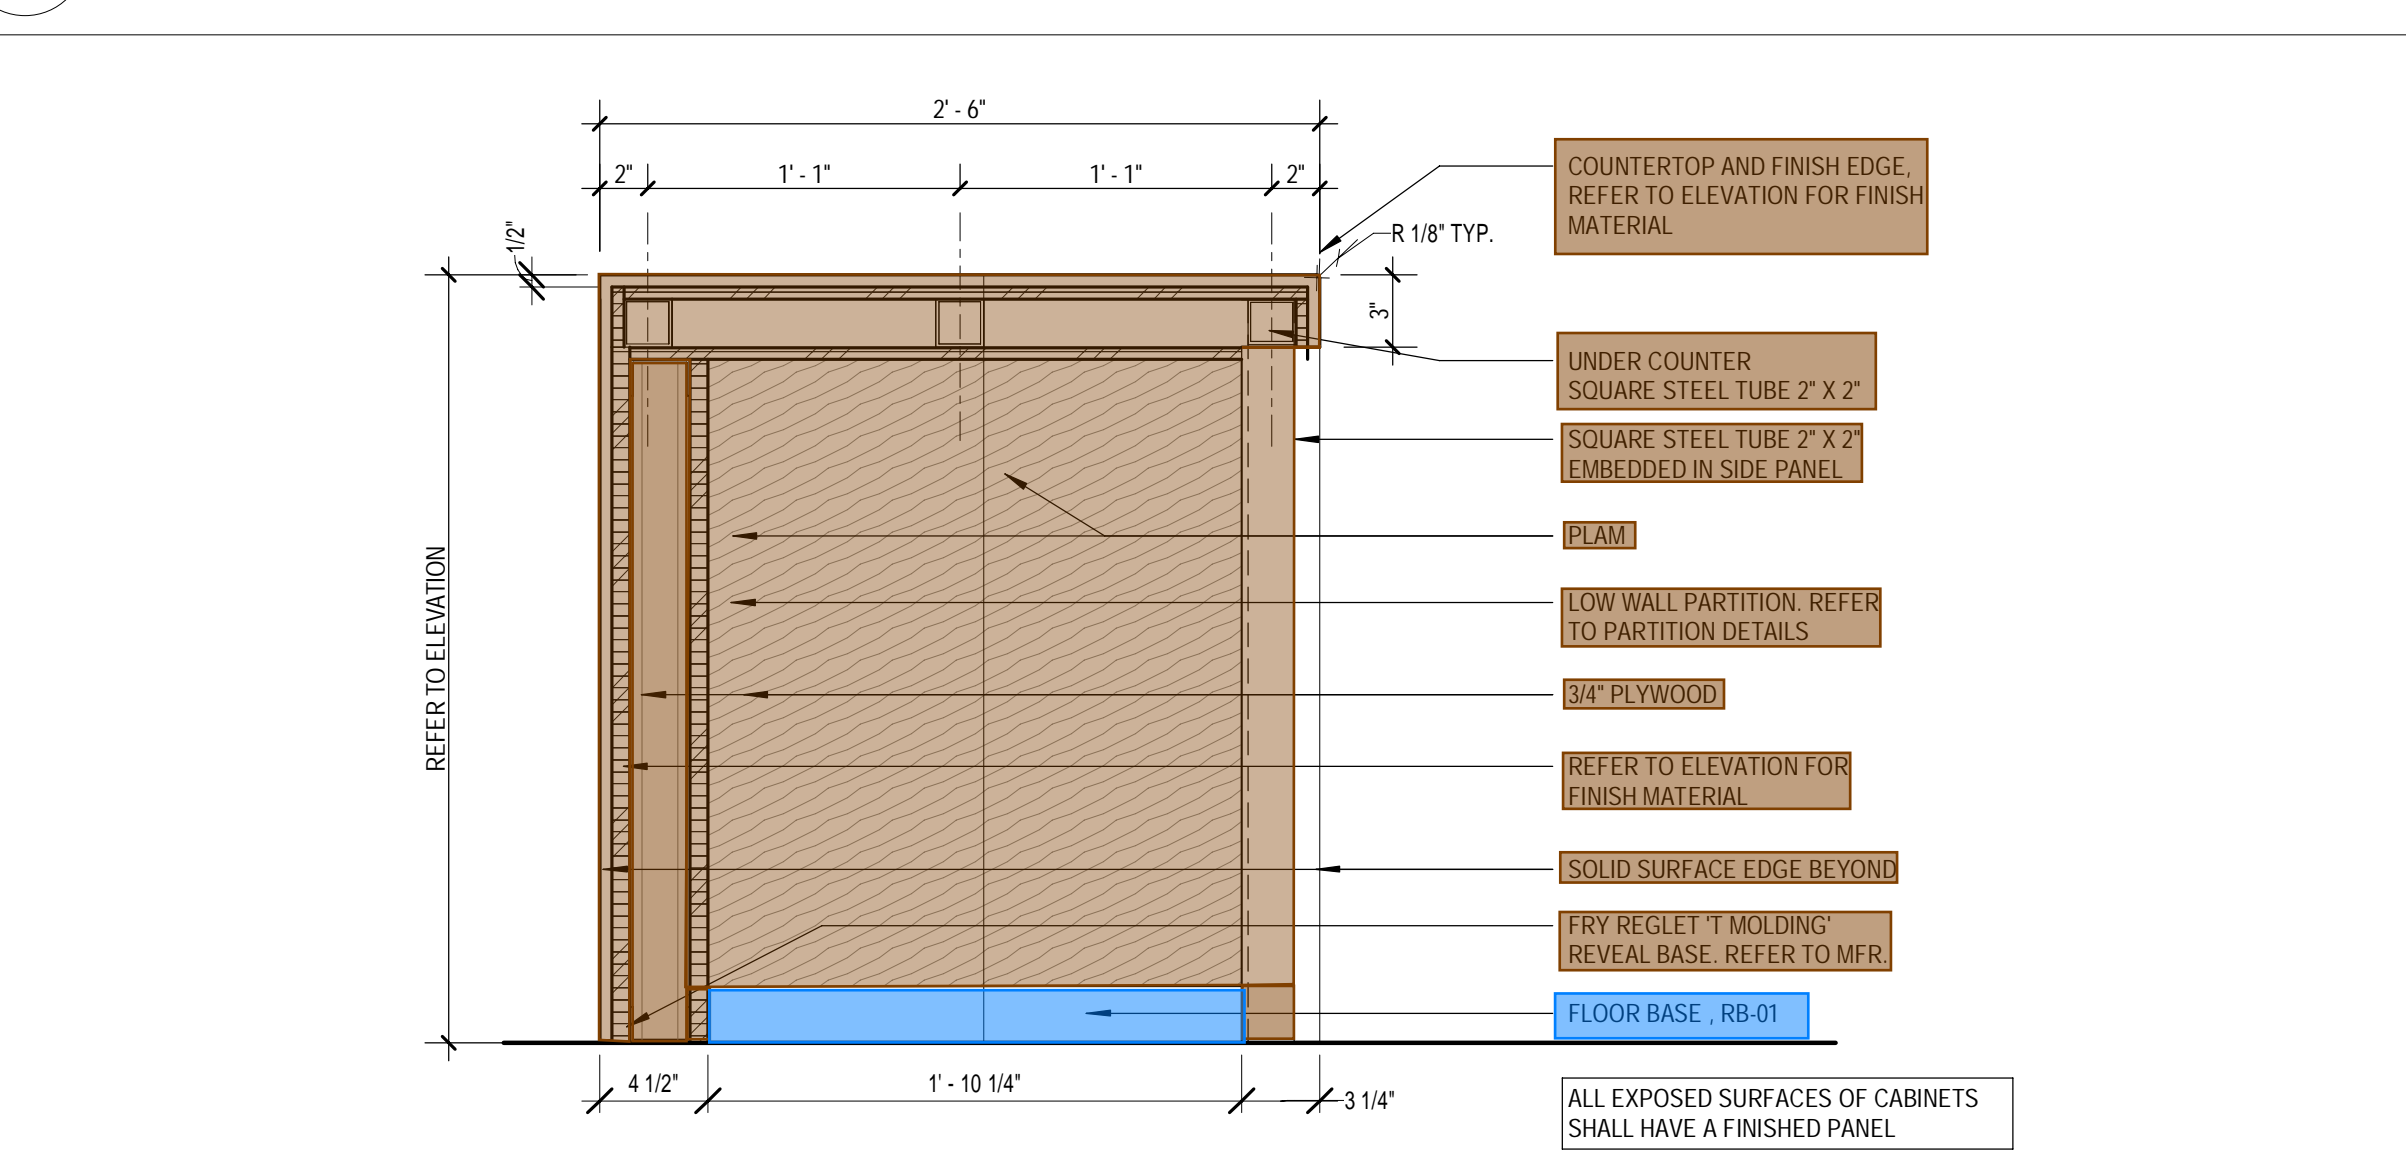 2' - 6"
2"
1' - 1"
1' - 1"
2"
1/2"
R 1/8" TYP.
3"
REFER TO ELEVATION
COUNTERTOP AND FINISH EDGE,
REFER TO ELEVATION FOR FINISH
MATERIAL
UNDER COUNTER
SQUARE STEEL TUBE 2" X 2"
SQUARE STEEL TUBE 2" X 2"
EMBEDDED IN SIDE PANEL
PLAM
LOW WALL PARTITION. REFER
TO PARTITION DETAILS
3/4" PLYWOOD
REFER TO ELEVATION FOR
FINISH MATERIAL
SOLID SURFACE EDGE BEYOND
FRY REGLET 'T MOLDING'
REVEAL BASE. REFER TO MFR.
FLOOR BASE , RB-01
4 1/2"
1' - 10 1/4"
3 1/4"
ALL EXPOSED SURFACES OF CABINETS
SHALL HAVE A FINISHED PANEL